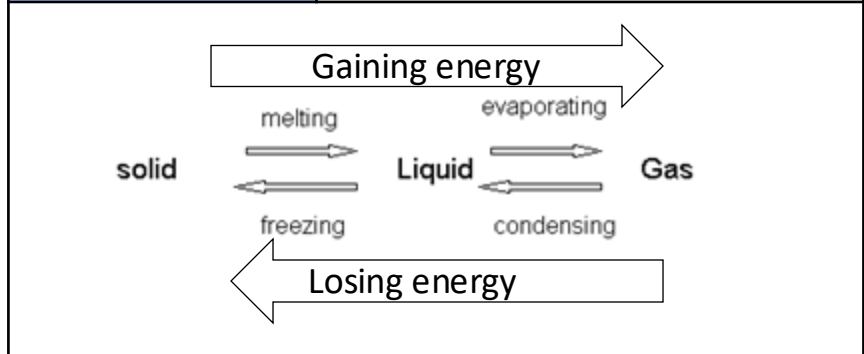 Gaining energy
melting evaporating
solid Liquid Gas
freezing condensing
Losing energy